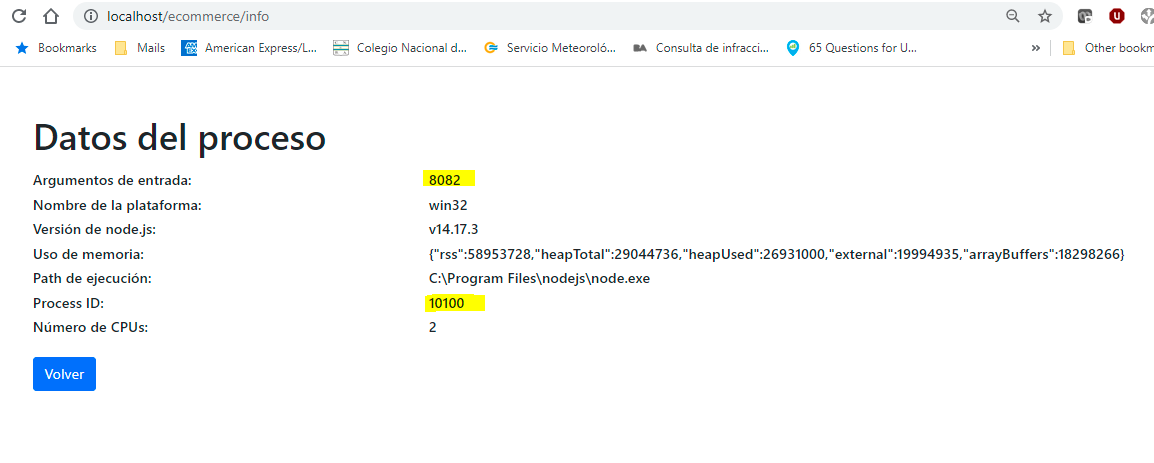 localhost/ecommerce/info
Bookmarks Mails American Express/L... Colegio Nacional d... Servicio Meteoroló... BA Consulta de infracci... 65 Questions for U... » Other bookm
Datos del proceso
Argumentos de entrada: 8082
Nombre de la plataforma: win32
Versión de node.js: v14.17.3
Uso de memoria: {"rss":58953728,"heapTotal":29044736,"heapUsed":26931000,"external":19994935,"arrayBuffers":18298266}
Path de ejecución: C:\Program Files\nodejs\node.exe
Process ID: 10100
Número de CPUs: 2
Volver